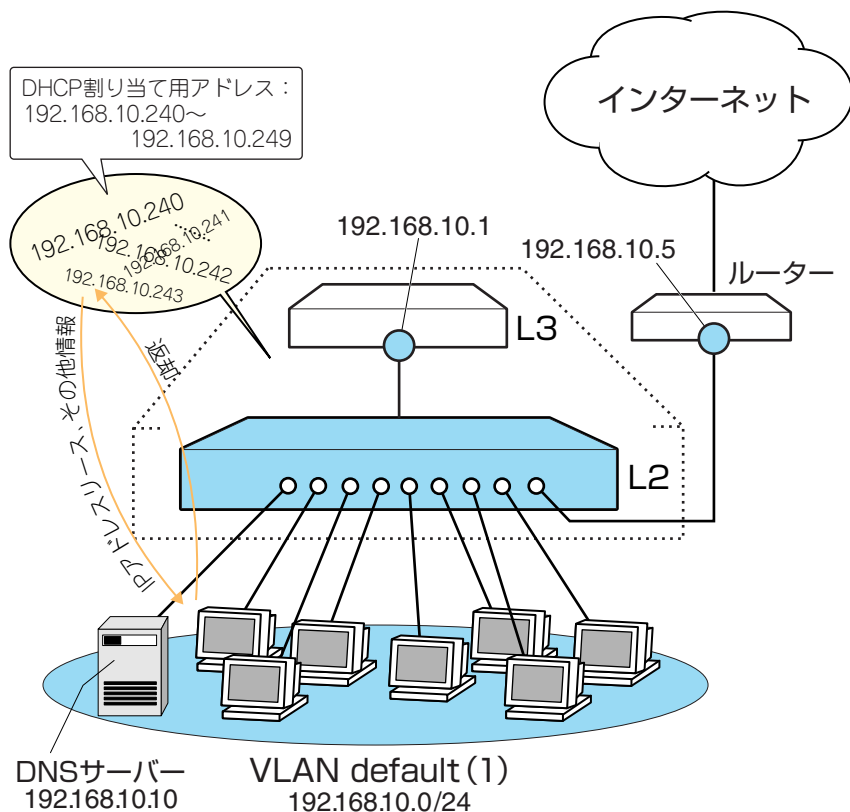 DHCP割り当て用アドレス：
192.168.10.240～
192.168.10.249
インターネット
192.168.10.240
192.168.10.241
192.168.10.242
192.168.10.243
192.168.10.1
192.168.10.5
ルーター
L3
返却
IPアドレスリース、その他情報
L2
DNSサーバー
192.168.10.10
VLAN default（1）
192.168.10.0/24